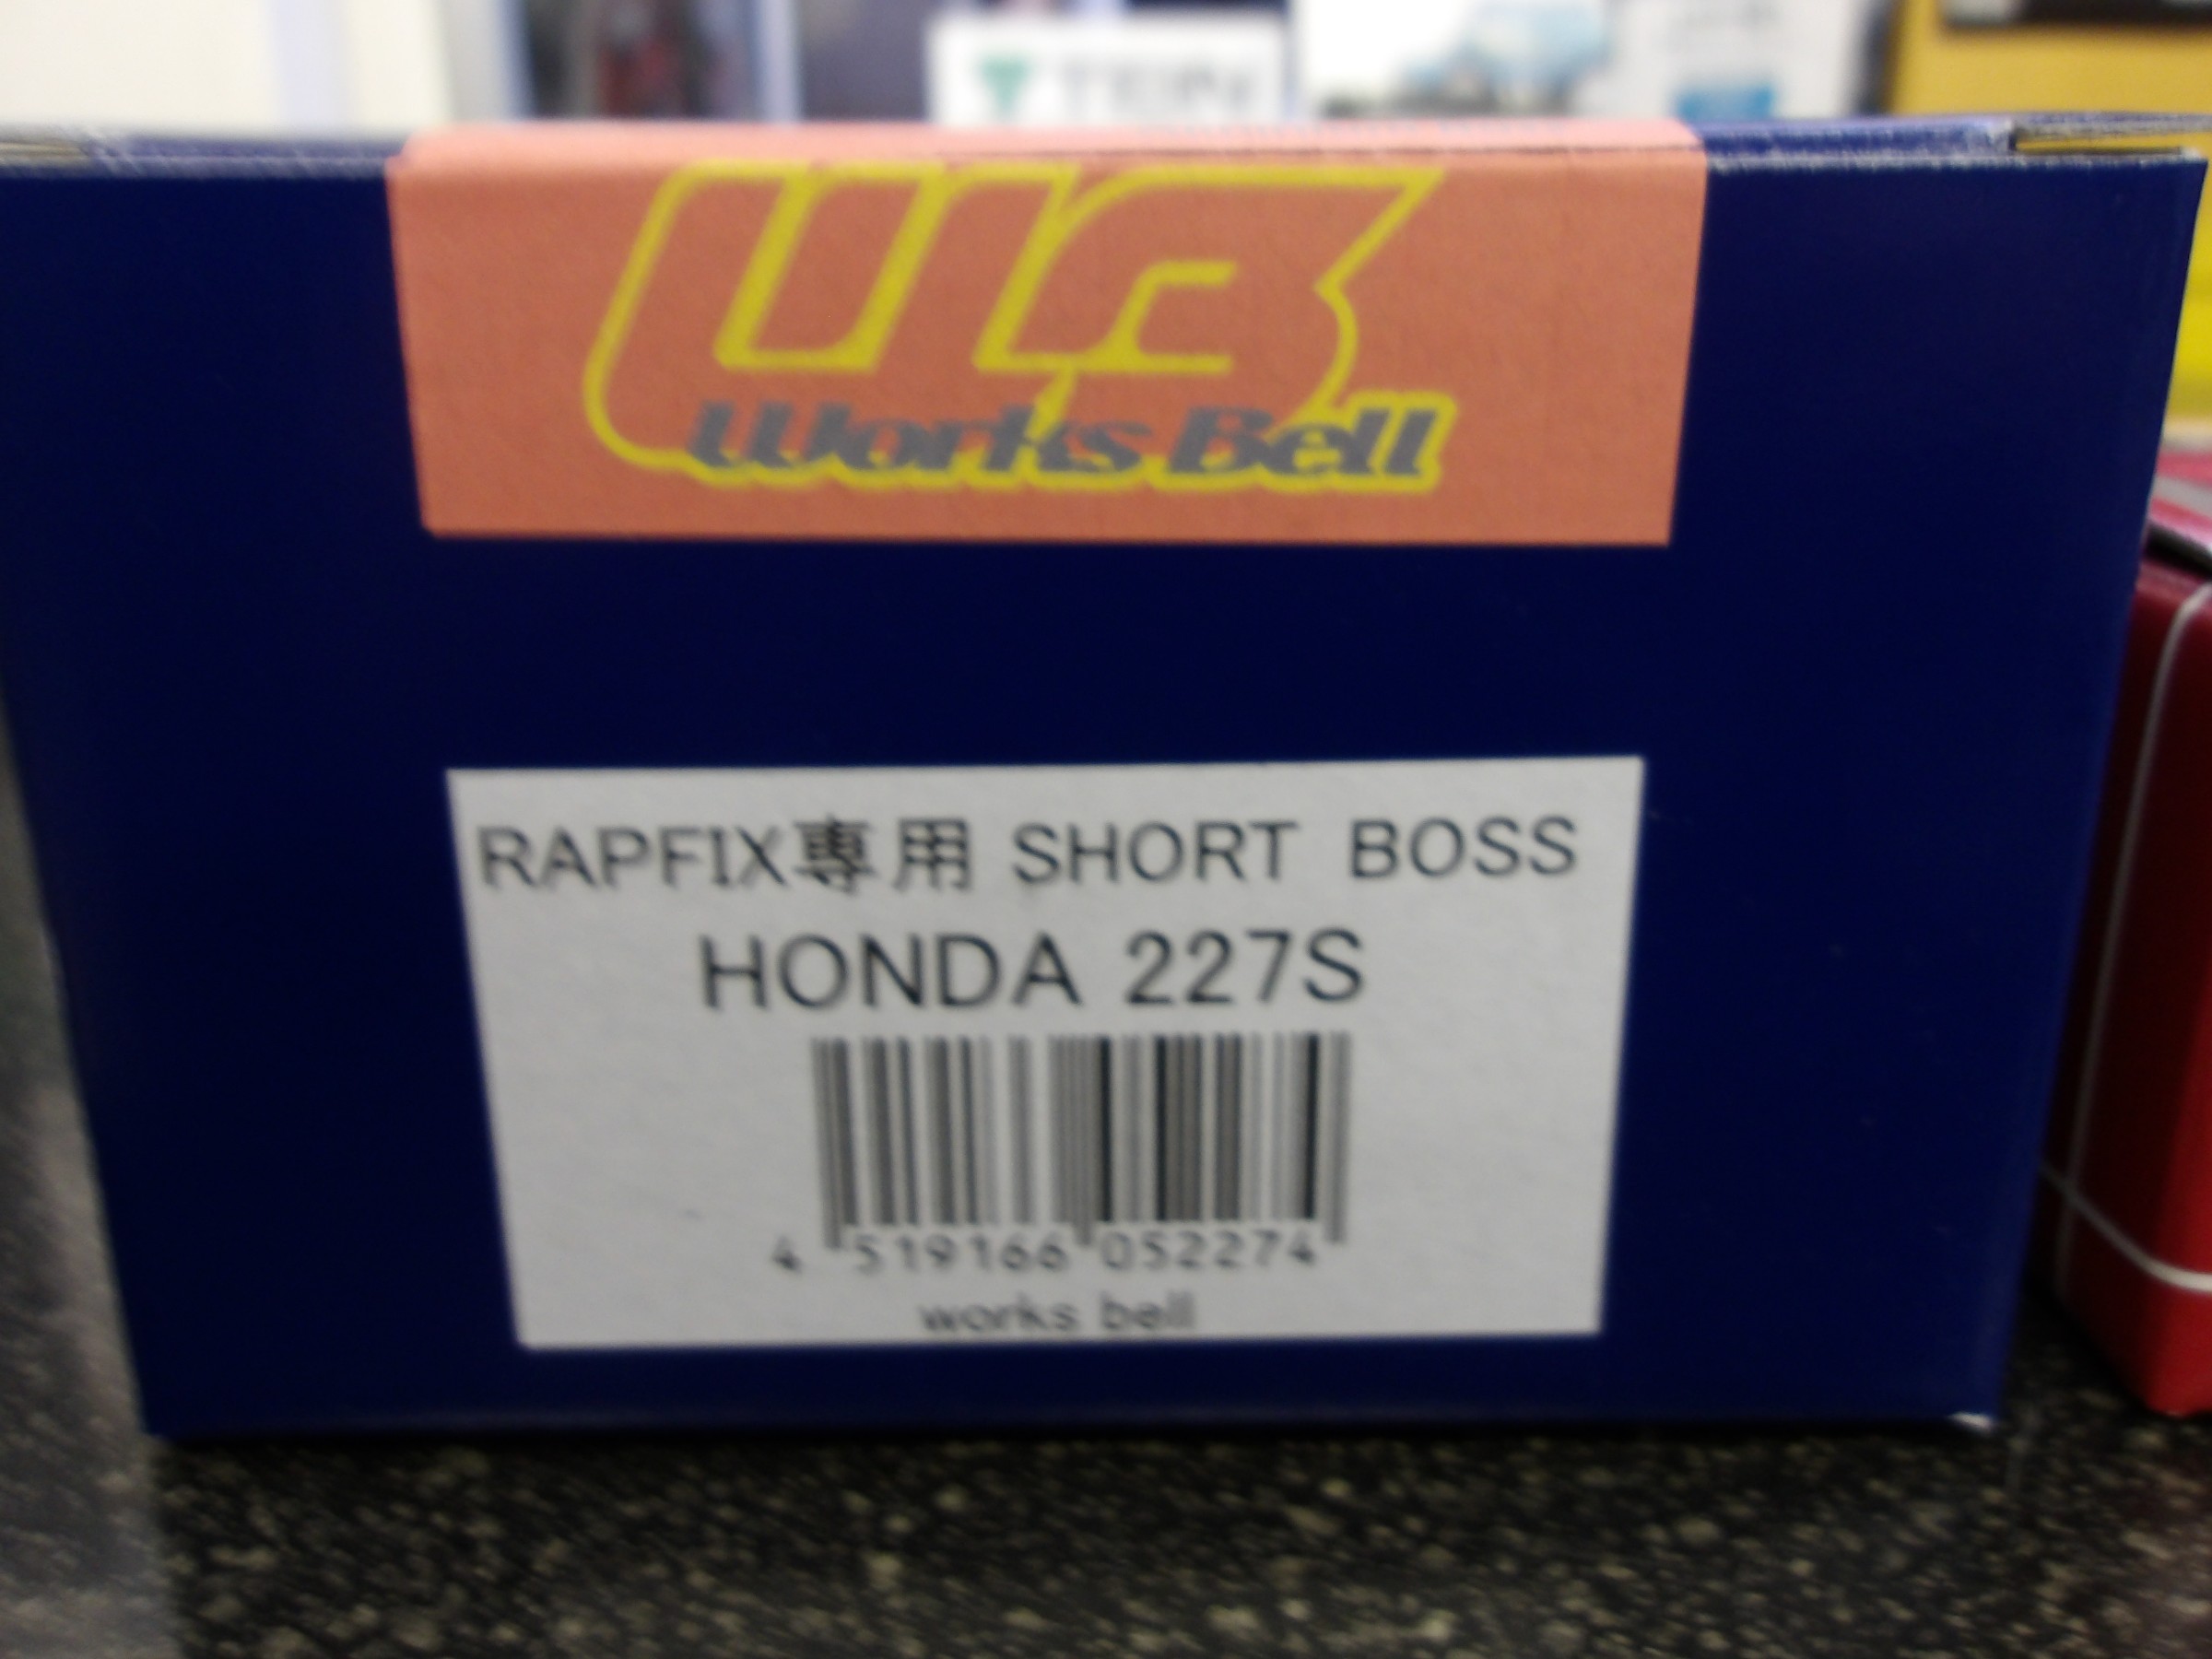 TEIN
WB
Works Bell
RAPFIX専用 SHORT BOSS
HONDA 227S
4 519166 052274
works bell